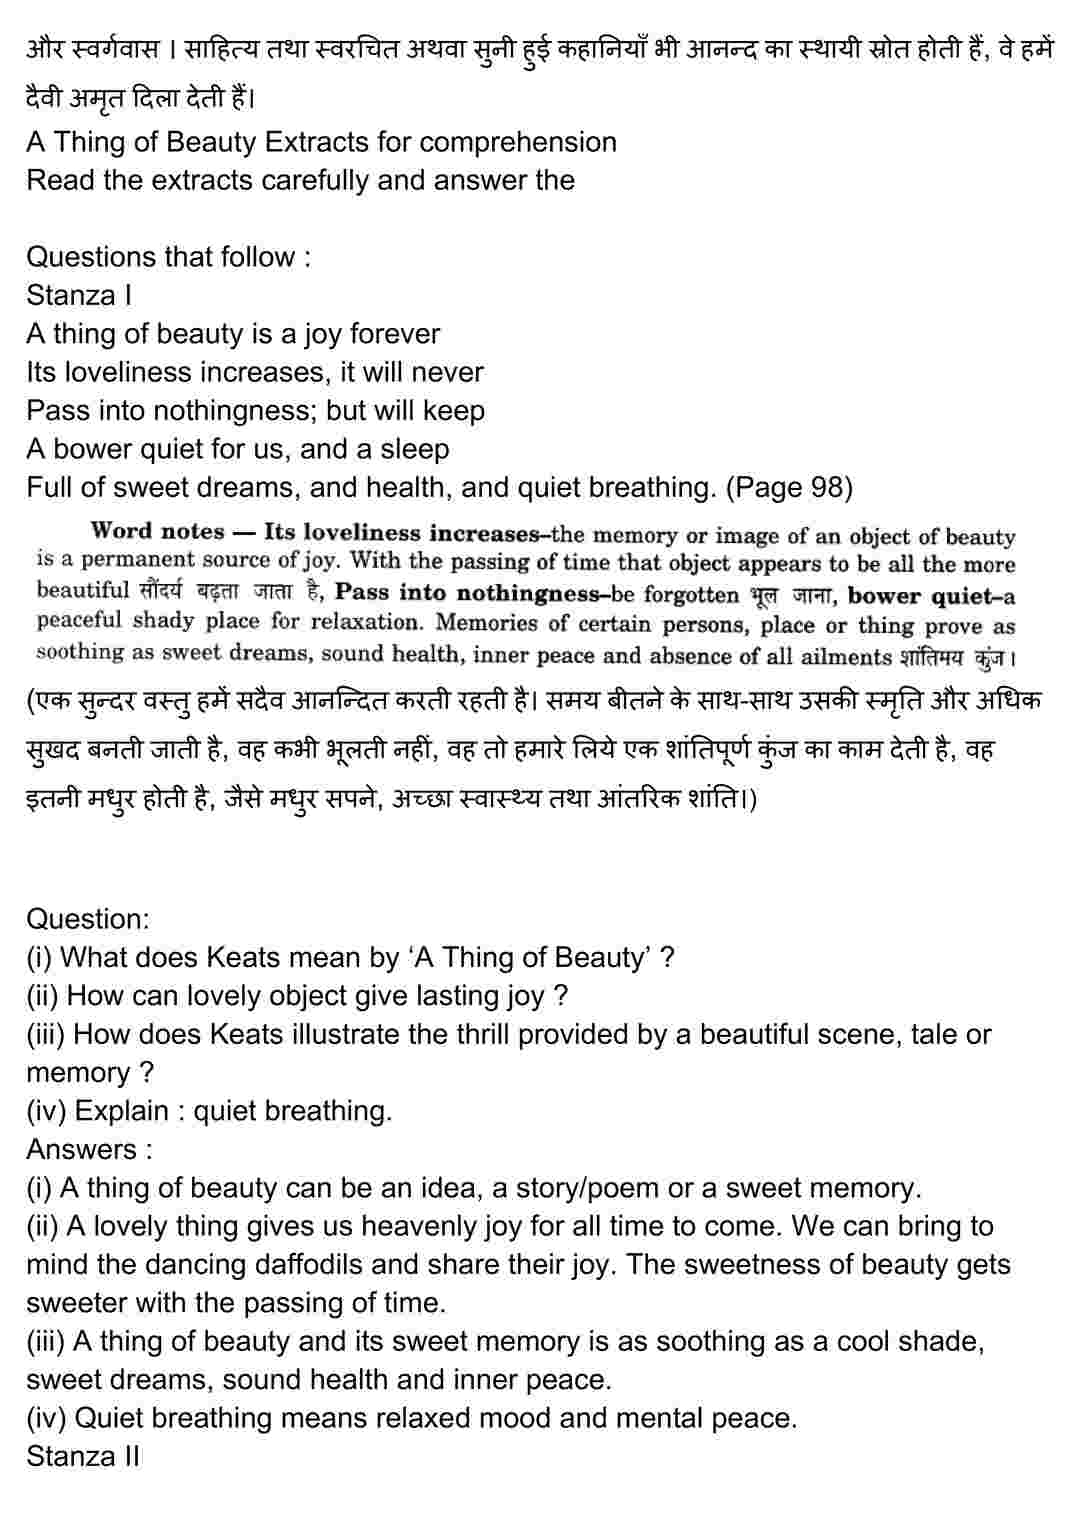 और स्वर्गवास । साहित्य तथा स्वरचित अथवा सुनी हुई कहानियाँ भी आनन्द का स्थायी स्रोत होती हैं, वे हमें
दैवी अमृत दिला देती हैं।
A Thing of Beauty Extracts for comprehension
Read the extracts carefully and answer the
Questions that follow :
Stanza I
A thing of beauty is a joy forever
Its loveliness increases, it will never
Pass into nothingness; but will keep
A bower quiet for us, and a sleep
Full of sweet dreams, and health, and quiet breathing. (Page 98)
Word notes — Its loveliness increases–the memory or image of an object of beauty
is a permanent source of joy. With the passing of time that object appears to be all the more
beautiful सौंदर्य बढ़ता जाता है, Pass into nothingness–be forgotten भूल जाना, bower quiet–a
peaceful shady place for relaxation. Memories of certain persons, place or thing prove as
soothing as sweet dreams, sound health, inner peace and absence of all ailments शांतिमय कुंज।
(एक सुन्दर वस्तु हमें सदैव आनन्दित करती रहती है। समय बीतने के साथ-साथ उसकी स्मृति और अधिक
सुखद बनती जाती है, वह कभी भूलती नहीं, वह तो हमारे लिये एक शांतिपूर्ण कुंज का काम देती है, वह
इतनी मधुर होती है, जैसे मधुर सपने, अच्छा स्वास्थ्य तथा आंतरिक शांति।)
Question:
(i) What does Keats mean by ‘A Thing of Beauty’ ?
(ii) How can lovely object give lasting joy ?
(iii) How does Keats illustrate the thrill provided by a beautiful scene, tale or
memory ?
(iv) Explain : quiet breathing.
Answers :
(i) A thing of beauty can be an idea, a story/poem or a sweet memory.
(ii) A lovely thing gives us heavenly joy for all time to come. We can bring to
mind the dancing daffodils and share their joy. The sweetness of beauty gets
sweeter with the passing of time.
(iii) A thing of beauty and its sweet memory is as soothing as a cool shade,
sweet dreams, sound health and inner peace.
(iv) Quiet breathing means relaxed mood and mental peace.
Stanza II